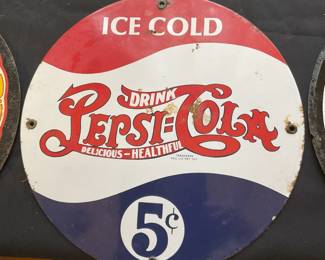 ICE COLD
DRINK
PEPSI=COLA
DELICIOUS-HEALTHFUL
5¢